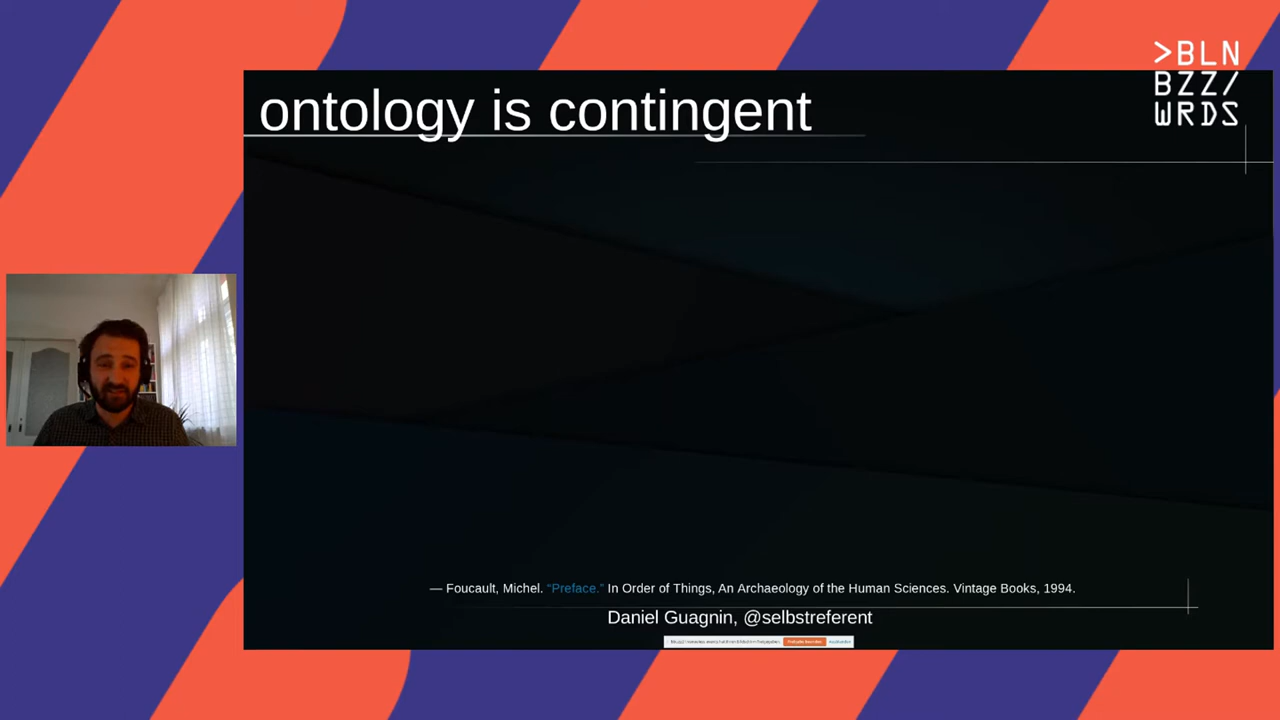 >BLN
BZZ/
WRDS
ontology is contingent
— Foucault, Michel. “Preface.” In Order of Things, An Archaeology of the Human Sciences. Vintage Books, 1994.
Daniel Guagnin, @selbstreferent